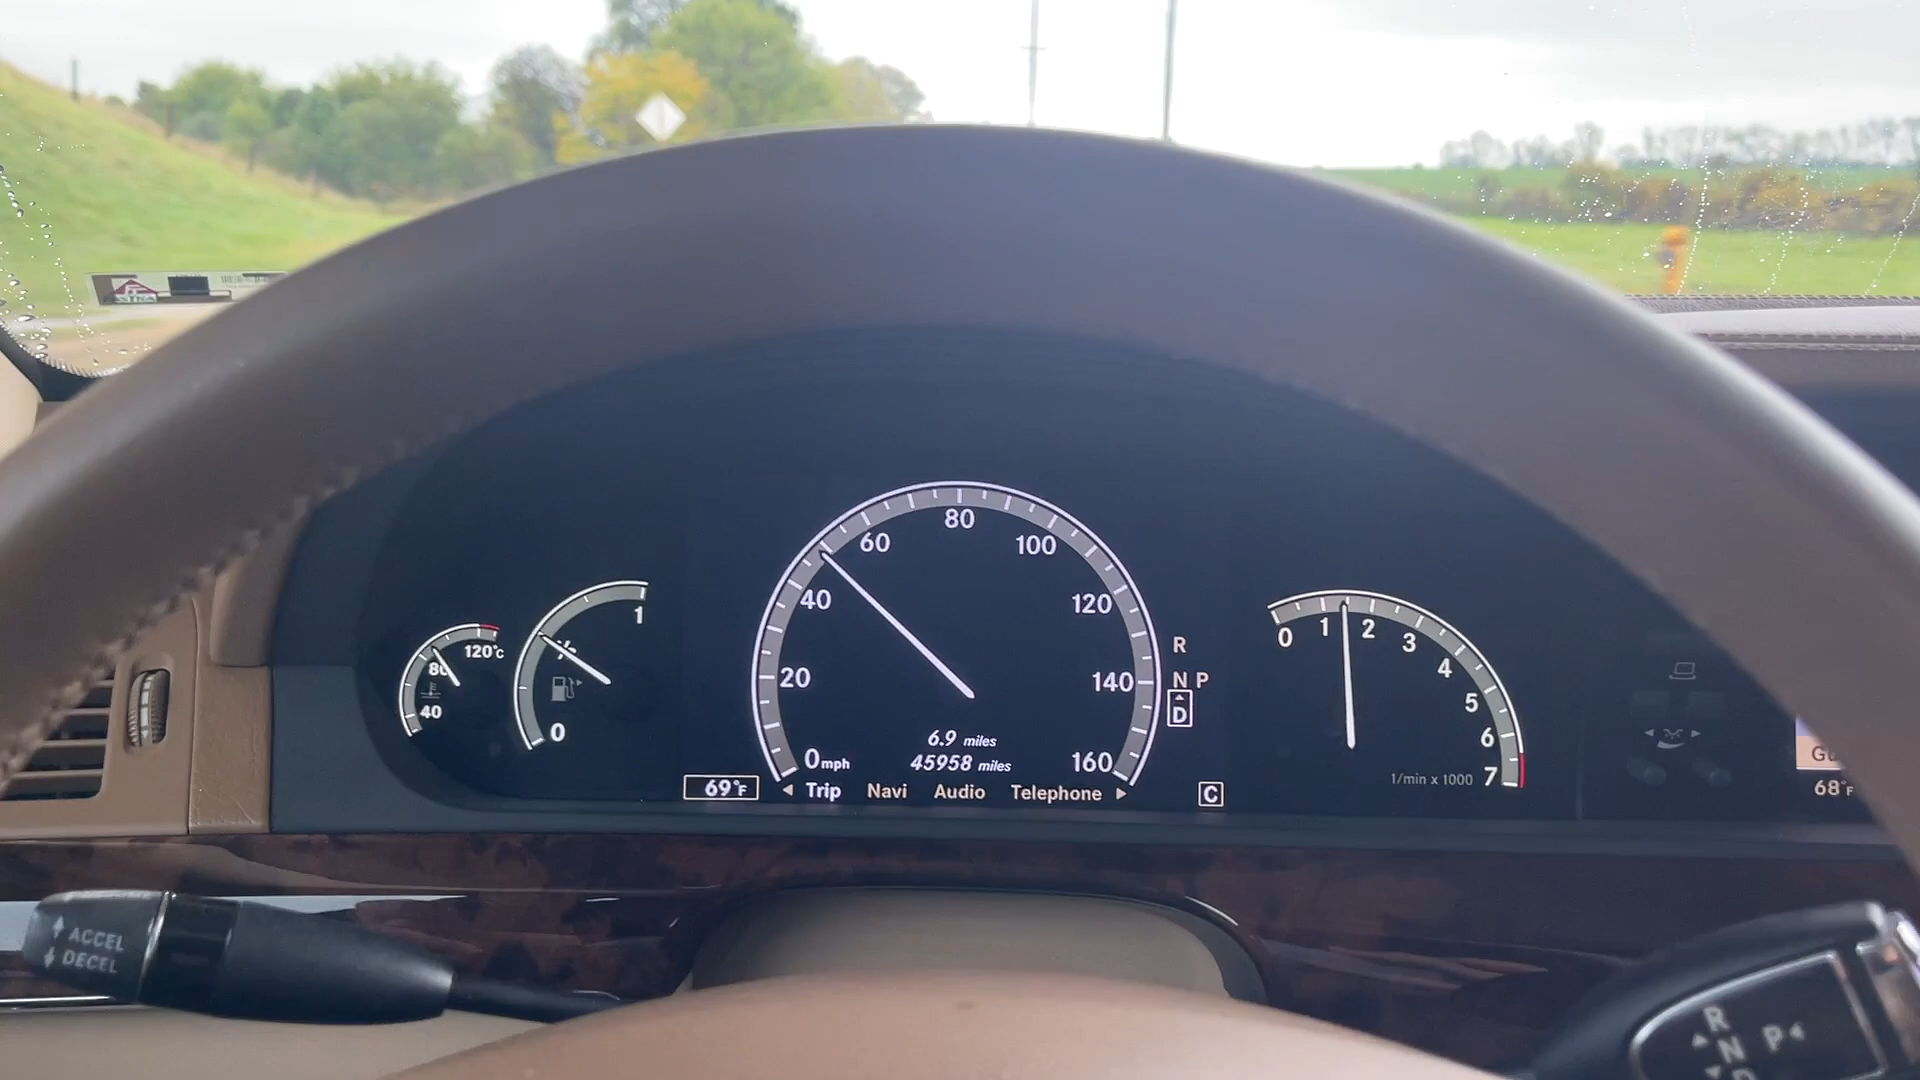 120°C
80
40
1
0
80
60
100
40
120
20
140
0 mph
160
6.9 miles
45958 miles
69°F
Trip Navi Audio Telephone
R
N P
D
C
0
1
2
3
4
5
6
7
1/min x 1000
68°F
ACCEL
DECEL
R
N P